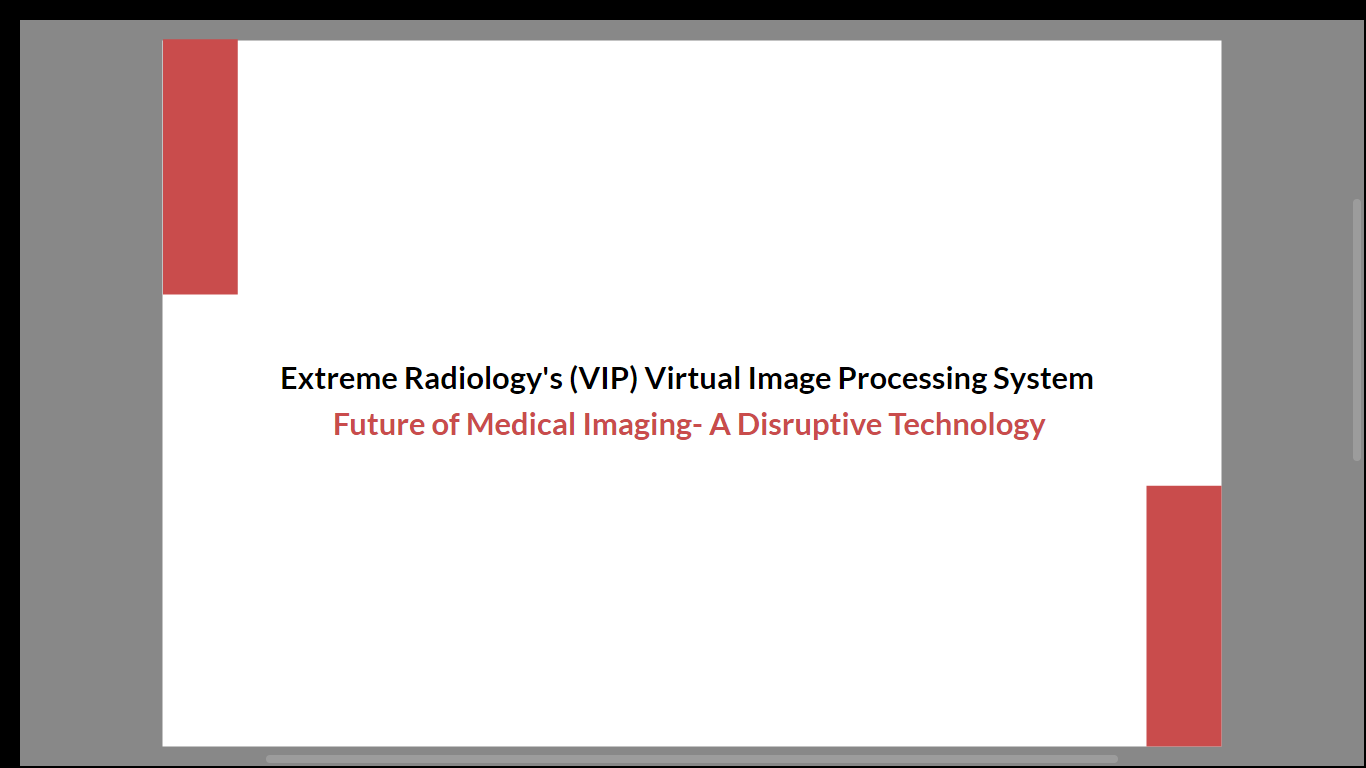 Extreme Radiology's (VIP) Virtual Image Processing System
Future of Medical Imaging- A Disruptive Technology